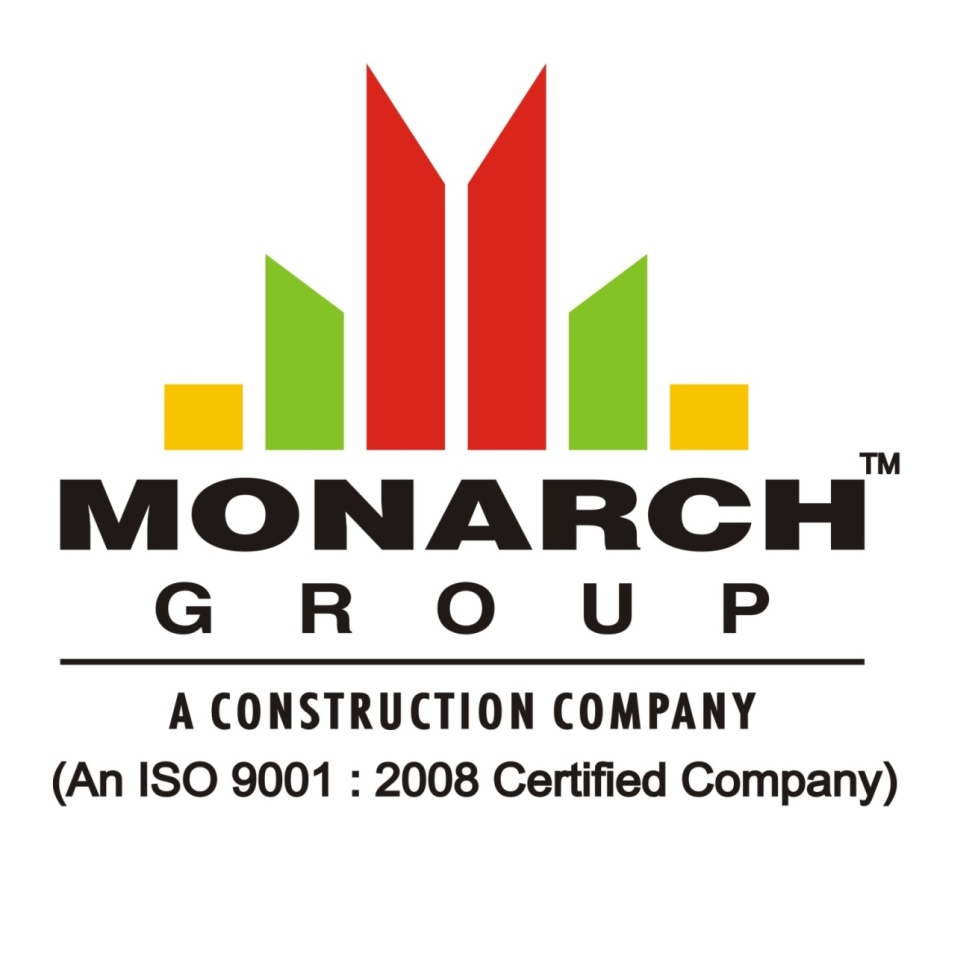 MONARCH™
GROUP
A CONSTRUCTION COMPANY
(An ISO 9001 : 2008 Certified Company)